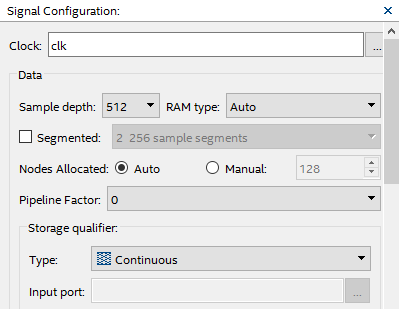 Signal Configuration:
Clock: clk ...
Data
Sample depth: 512 RAM type: Auto
Segmented: 2 256 sample segments
Nodes Allocated: Auto Manual: 128
Pipeline Factor: 0
Storage qualifier:
Type: Continuous
Input port: ...